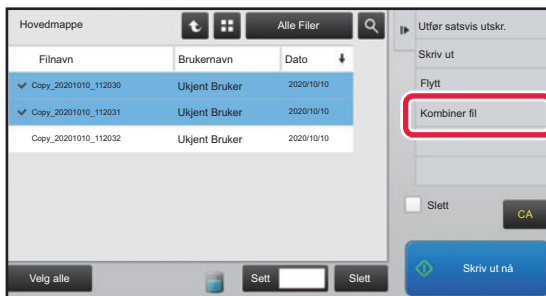 Hovedmappe
Alle Filer
Filnavn Brukernavn Dato
Copy_20201010_112030 Ukjent Bruker 2020/10/10
Copy_20201010_112031 Ukjent Bruker 2020/10/10
Copy_20201010_112032 Ukjent Bruker 2020/10/10
Velg alle Sett Slett
Utfør satsvis utskr.
Skriv ut
Flytt
Kombiner fil
Slett
CA
Skriv ut nå